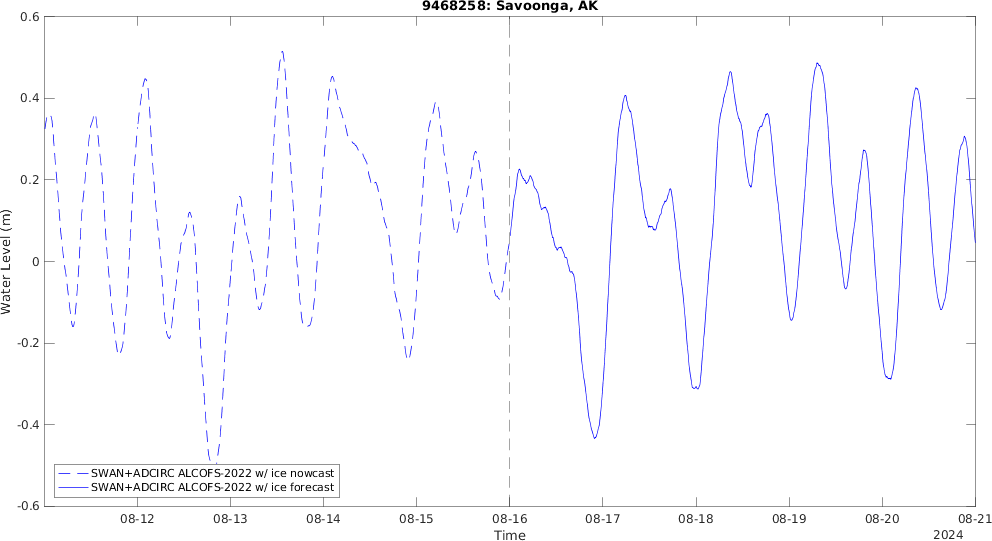 9468258: Savoonga, AK
0.6
0.4
0.2
0
-0.2
-0.4
-0.6
Water Level (m)
SWAN+ADCIRC ALCOFS-2022 w/ ice nowcast
SWAN+ADCIRC ALCOFS-2022 w/ ice forecast
08-12 08-13 08-14 08-15 08-16 08-17 08-18 08-19 08-20 08-21
Time
2024